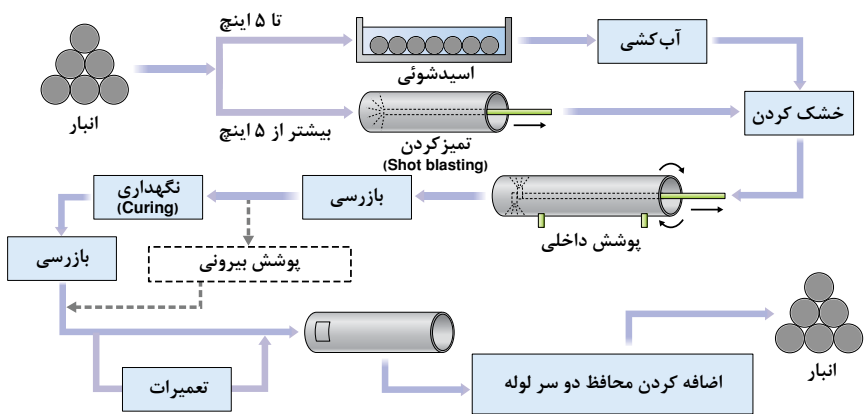 تا ۵ اینچ
اسیدشوئی
آب‌کشی
انبار
بیشتر از ۵ اینچ
تمیزکردن
(Shot blasting)
خشک کردن
نگهداری
(Curing)
بازرسی
پوشش داخلی
بازرسی
پوشش بیرونی
تعمیرات
اضافه کردن محافظ دو سر لوله
انبار